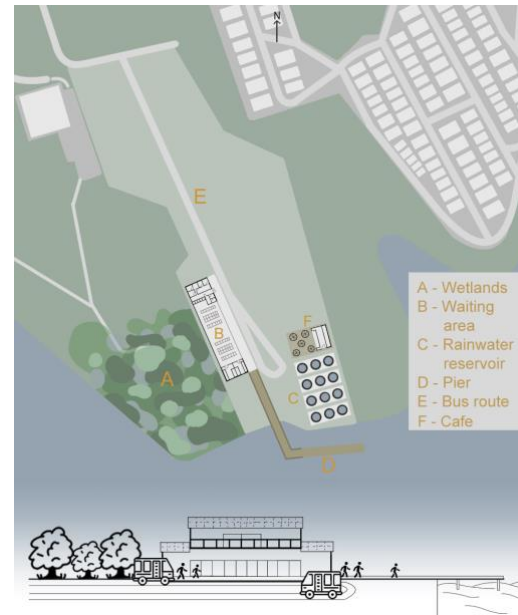 N
E
F
B
A
C
D
A - Wetlands
B - Waiting
area
C - Rainwater
reservoir
D - Pier
E - Bus route
F - Cafe